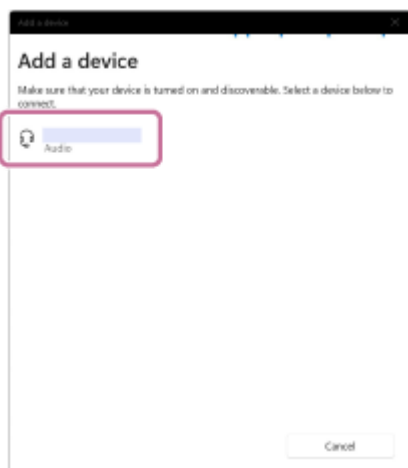 Add a device
Add a device
Make sure that your device is turned on and discoverable. Select a device below to
connect.
Audio
Cancel